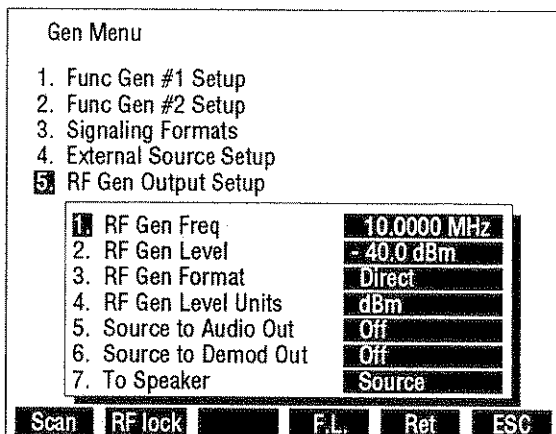 Gen Menu
1. Func Gen #1 Setup
2. Func Gen #2 Setup
3. Signaling Formats
4. External Source Setup
5. RF Gen Output Setup
1. RF Gen Freq 10.0000 MHz
2. RF Gen Level - 40.0 dBm
3. RF Gen Format Direct
4. RF Gen Level Units dBm
5. Source to Audio Out Off
6. Source to Demod Out Off
7. To Speaker Source
Scan RF lock F.L. Ret ESC